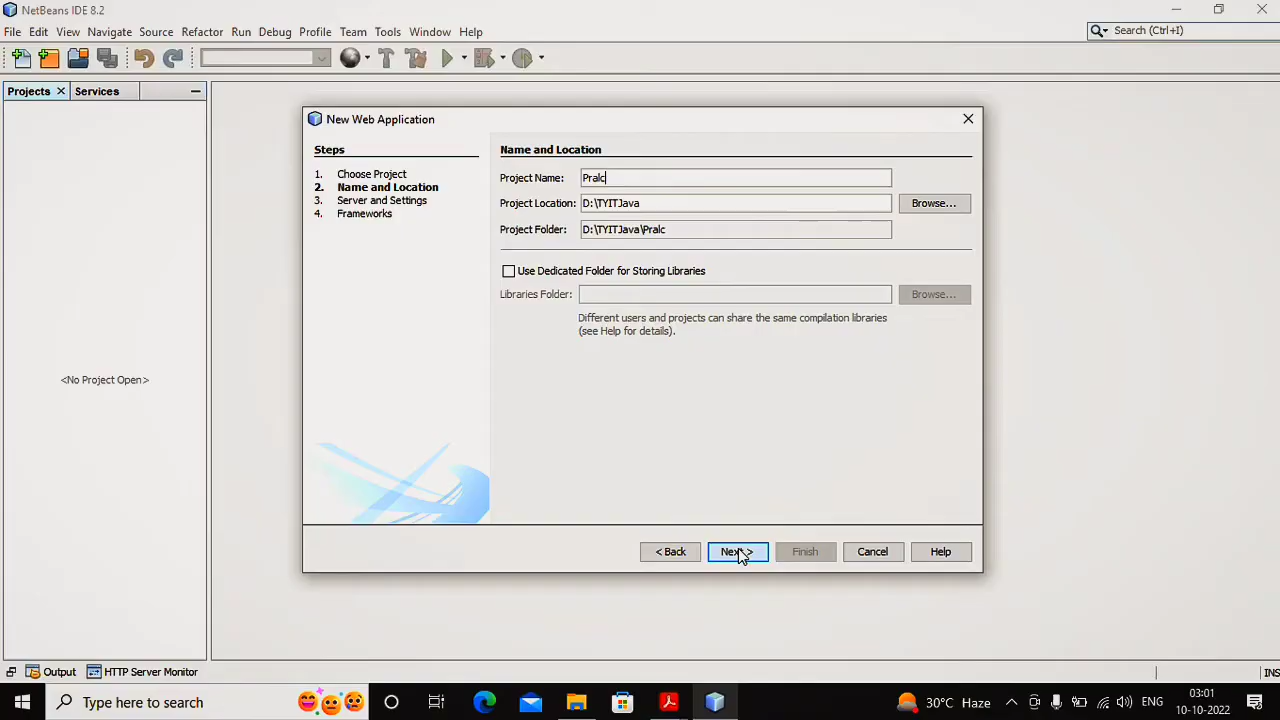 NetBeans IDE 8.2
File Edit View Navigate Source Refactor Run Debug Profile Team Tools Window Help
Search (Ctrl+I)
Projects Services
New Web Application
Steps
1. Choose Project
2. Name and Location
3. Server and Settings
4. Frameworks
Name and Location
Project Name: Pralc
Project Location: D:\TYITJava Browse...
Project Folder: D:\TYITJava\Pralc
Use Dedicated Folder for Storing Libraries
Libraries Folder: Browse...
Different users and projects can share the same compilation libraries
(see Help for details).
<No Project Open>
< Back Next > Finish Cancel Help
Output HTTP Server Monitor
INS
Type here to search
30°C Haze
ENG
03:01
10-10-2022